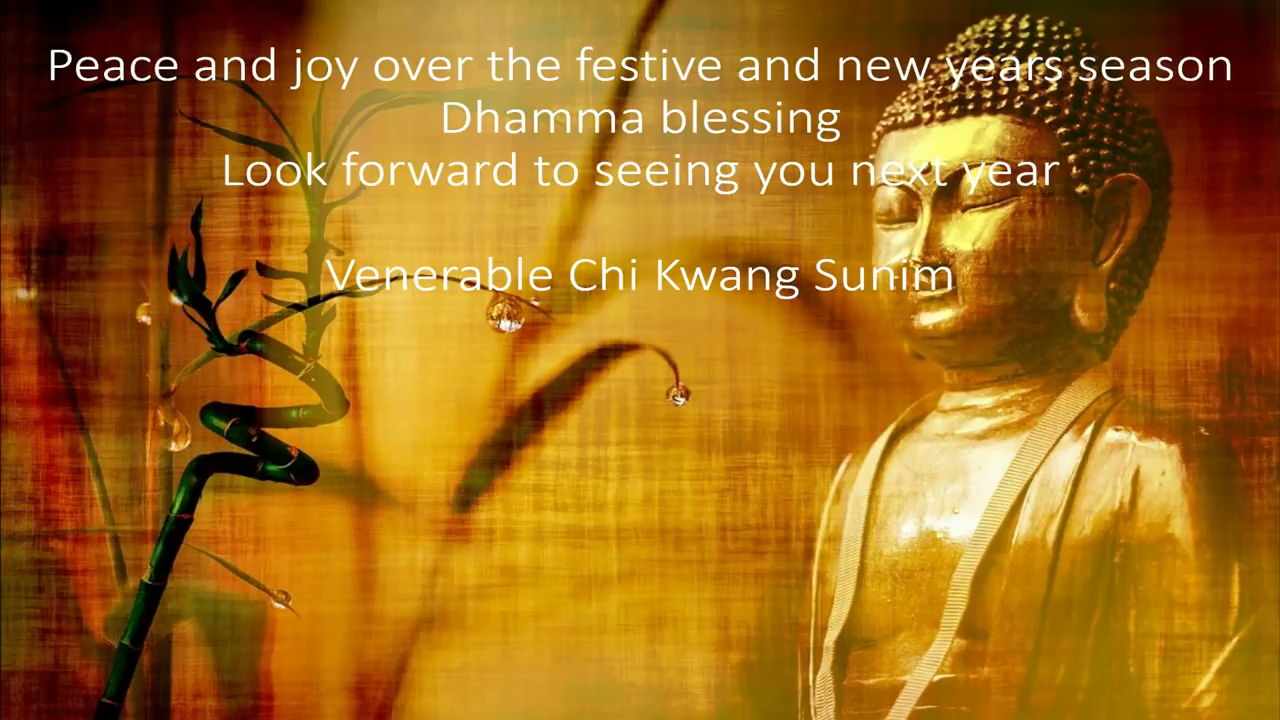 Peace and joy over the festive and new years season
Dhamma blessing
Look forward to seeing you next year
Venerable Chi Kwang Sunim